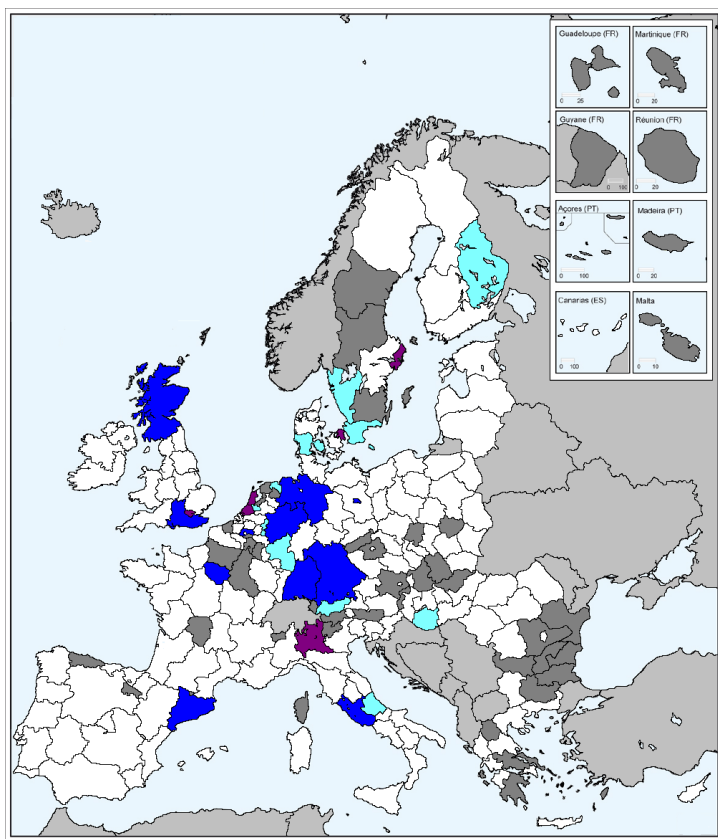 Guadeloupe (FR)
Martinique (FR)
0 25
0 20
Guyane (FR)
Réunion (FR)
0 100
0 20
Açores (PT)
Madeira (PT)
0 100
0 20
Canarias (ES)
Malta
0 100
0 10